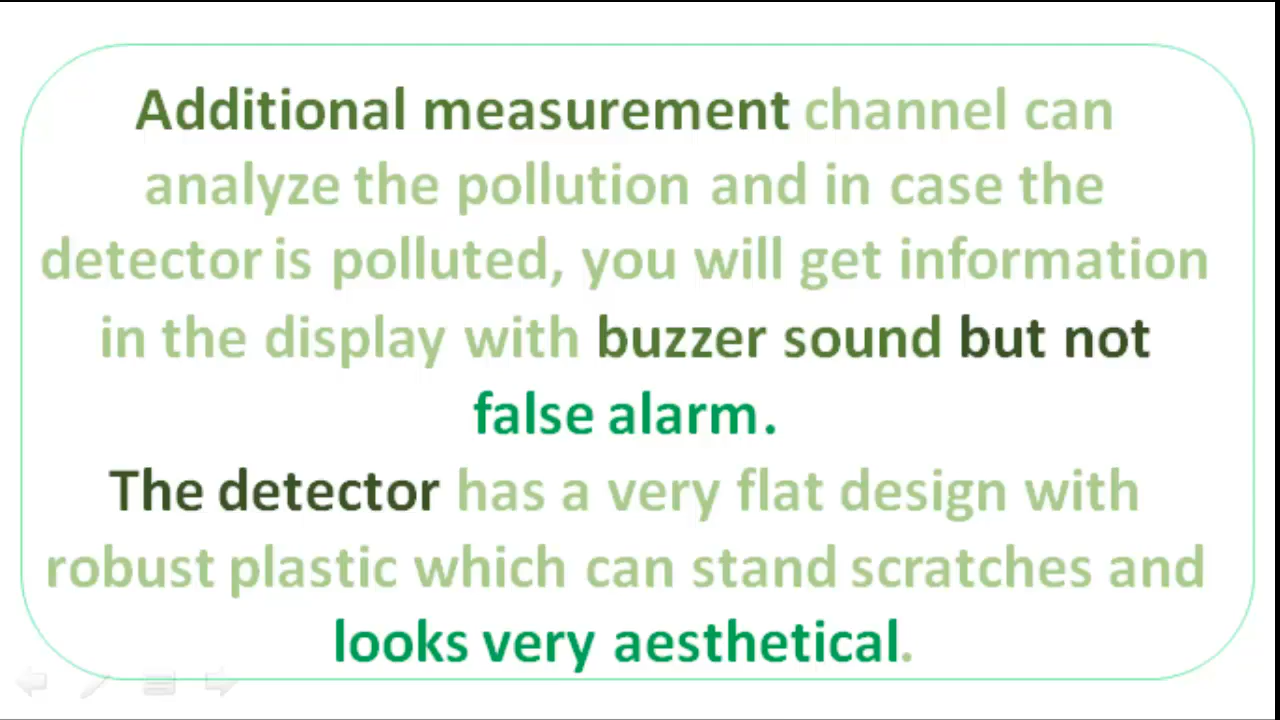 Additional measurement channel can
analyze the pollution and in case the
detector is polluted, you will get information
in the display with buzzer sound but not
false alarm.
The detector has a very flat design with
robust plastic which can stand scratches and
looks very aesthetical.